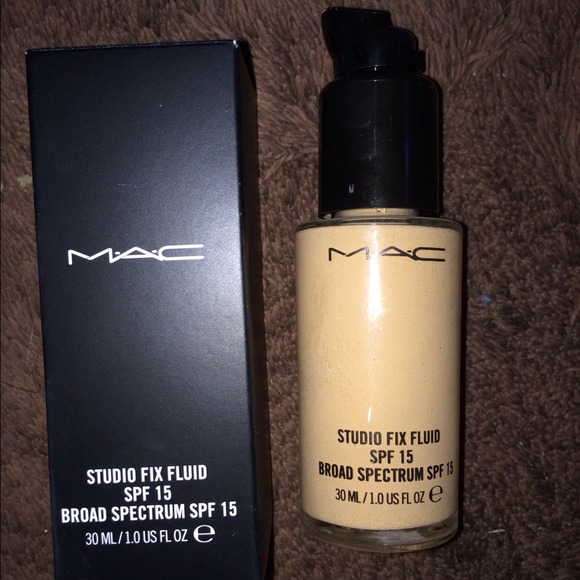 M·A·C
STUDIO FIX FLUID
SPF 15
BROAD SPECTRUM SPF 15
30 ML / 1.0 US FL OZ e
M·A·C
STUDIO FIX FLUID
SPF 15
BROAD SPECTRUM SPF 15
30 ML / 1.0 US FL OZ e